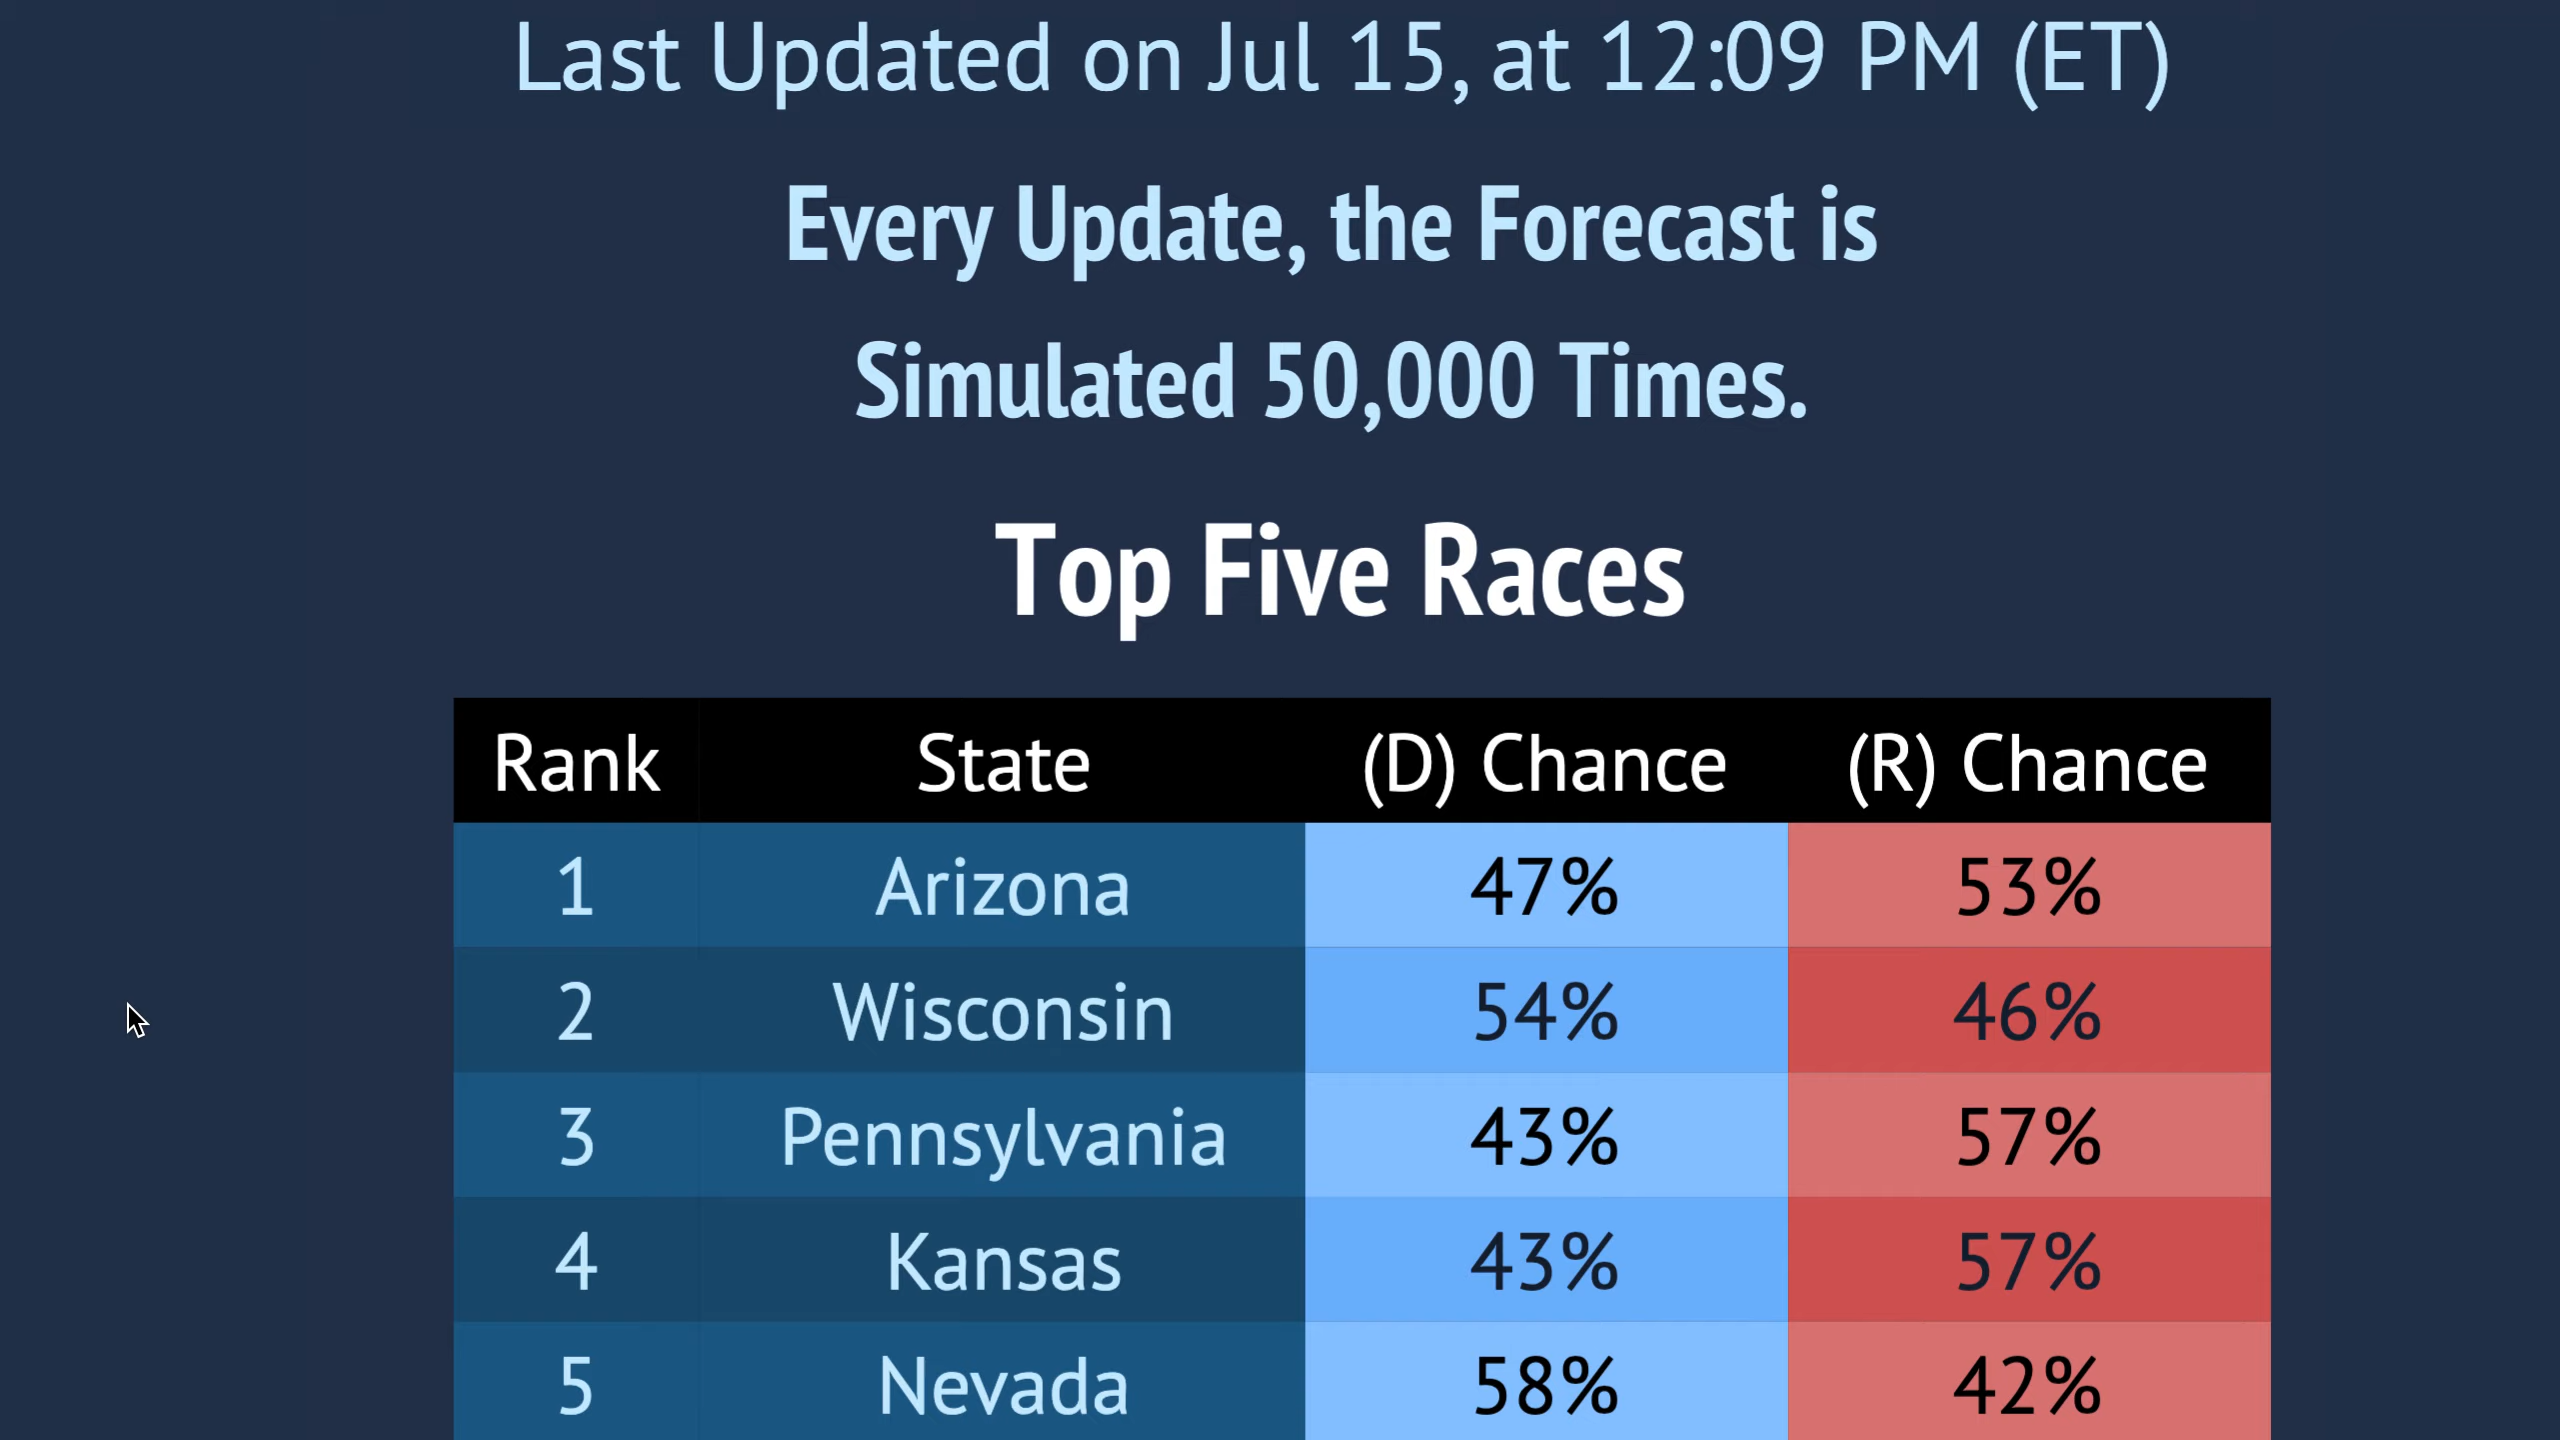 Last Updated on Jul 15, at 12:09 PM (ET)
Every Update, the Forecast is
Simulated 50,000 Times.
Top Five Races
Rank State (D) Chance (R) Chance
1 Arizona 47% 53%
2 Wisconsin 54% 46%
3 Pennsylvania 43% 57%
4 Kansas 43% 57%
5 Nevada 58% 42%